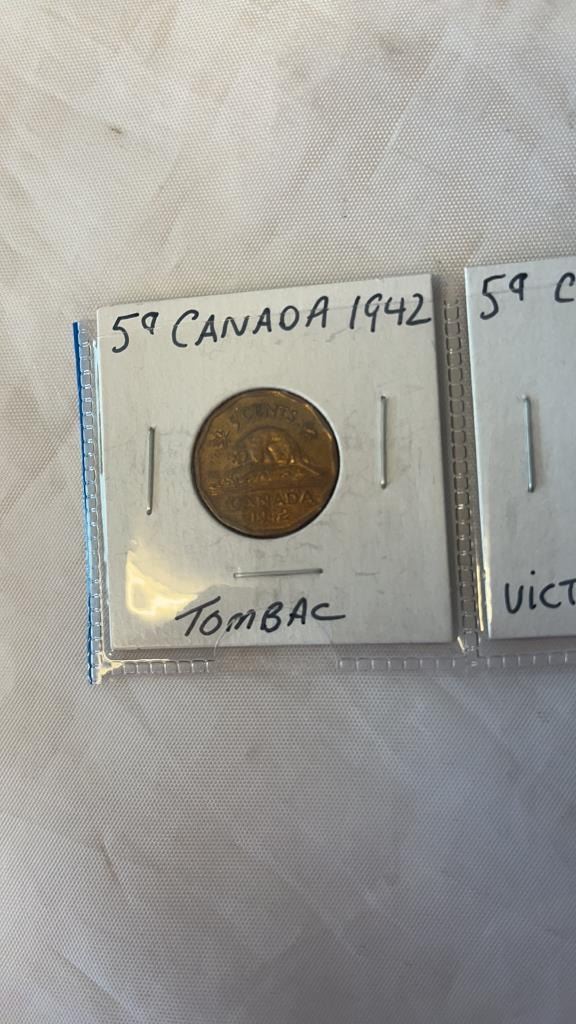 5¢ CANADA 1942
5 CENTS
CANADA
1942
TOMBAC
5¢ C
VICT